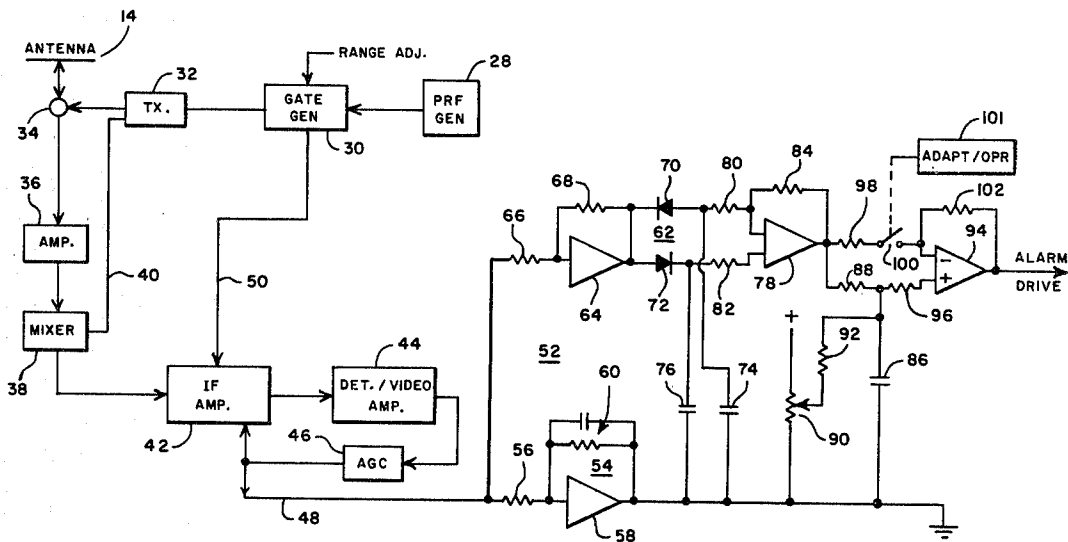 14
ANTENNA
32
RANGE ADJ.
28
TX.
GATE
GEN
PRF
GEN
34
30
101
ADAPT/OPR
36
AMP.
40
50
66
68
70
62
80
84
98
102
94
64
72
82
78
100
88
96
-
+
ALARM
DRIVE
MIXER
38
44
52
+
92
86
IF
AMP.
DET./VIDEO
AMP.
76
74
60
90
42
46
AGC
56
54
48
58